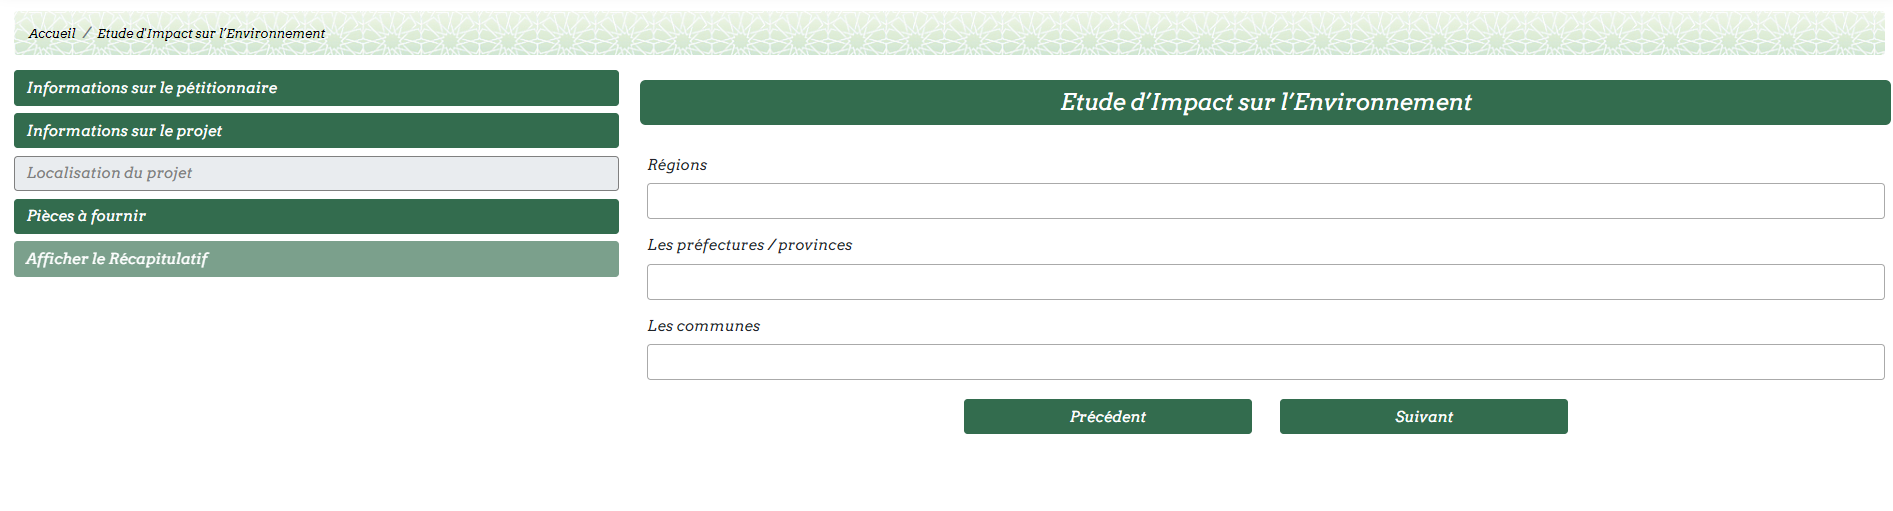 Accueil / Etude d'Impact sur l’Environnement
Informations sur le pétitionnaire
Informations sur le projet
Localisation du projet
Pièces à fournir
Afficher le Récapitulatif
Etude d’Impact sur l’Environnement
Régions
Les préfectures / provinces
Les communes
Précédent
Suivant